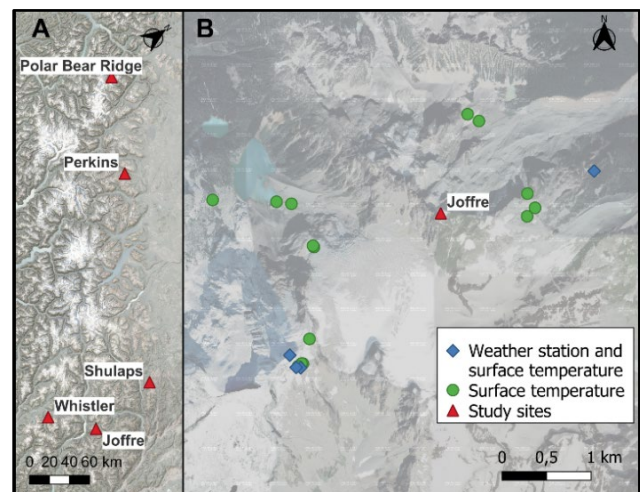 A
Polar Bear Ridge
Perkins
Shulaps
Whistler
Joffre
0 20 40 60 km
B
N
Joffre
Weather station and
surface temperature
Surface temperature
Study sites
0 0,5 1 km